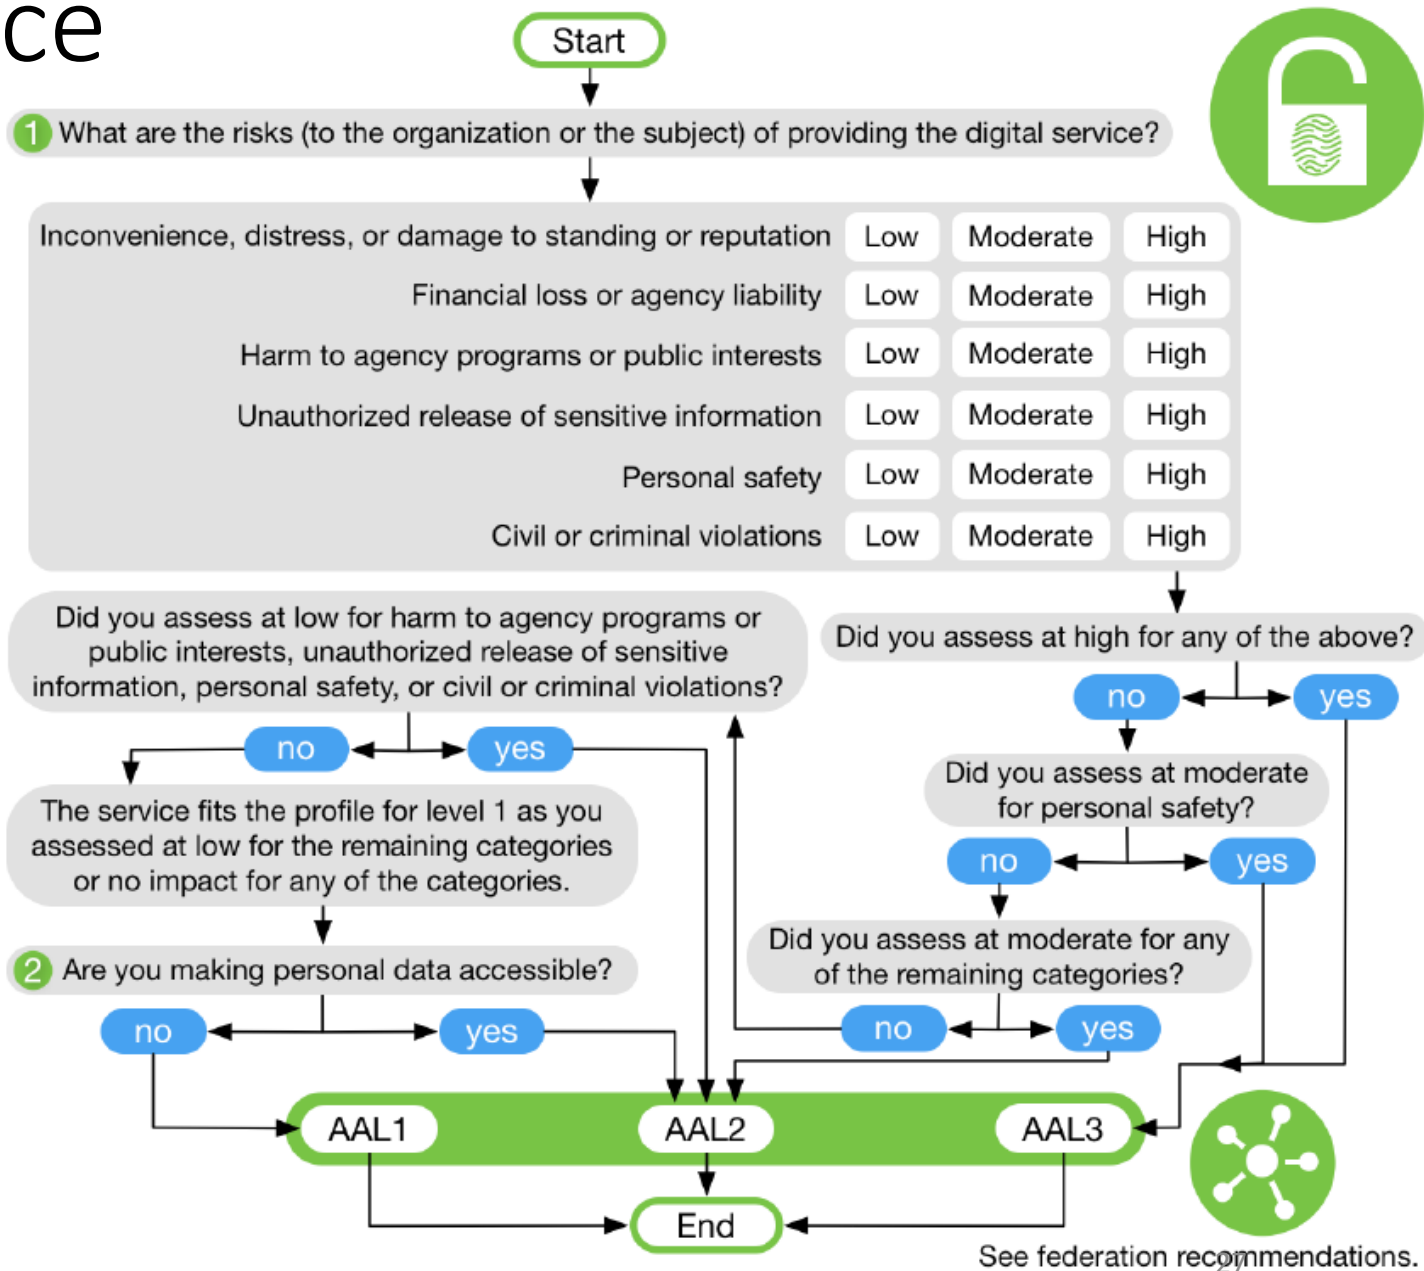 ce
Start
1 What are the risks (to the organization or the subject) of providing the digital service?
Inconvenience, distress, or damage to standing or reputation Low Moderate High
Financial loss or agency liability Low Moderate High
Harm to agency programs or public interests Low Moderate High
Unauthorized release of sensitive information Low Moderate High
Personal safety Low Moderate High
Civil or criminal violations Low Moderate High
Did you assess at high for any of the above?
no yes
Did you assess at moderate
for personal safety?
no yes
Did you assess at moderate for any
of the remaining categories?
no yes
Did you assess at low for harm to agency programs or
public interests, unauthorized release of sensitive
information, personal safety, or civil or criminal violations?
no yes
The service fits the profile for level 1 as you
assessed at low for the remaining categories
or no impact for any of the categories.
2 Are you making personal data accessible?
no yes
AAL1 AAL2 AAL3
End
See federation recommendations.
27